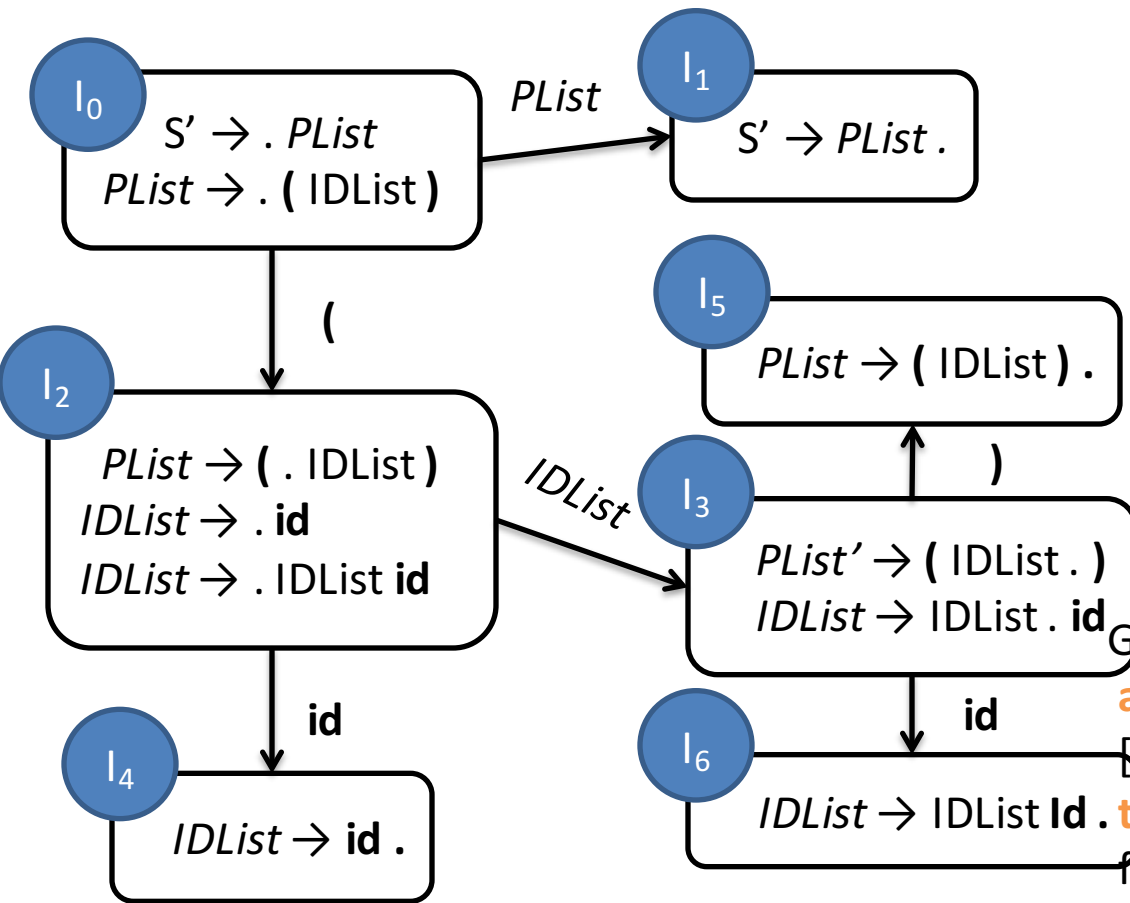 I₀
S’ → . PList
PList → . ( IDList )
PList
I₁
S’ → PList .
(
I₂
PList → ( . IDList )
IDList → . id
IDList → . IDList id
IDList
I₅
PList → ( IDList ) .
)
I₃
PList’ → ( IDList . )
IDList → IDList . id
id
I₄
IDList → id .
id
I₆
IDList → IDList Id .